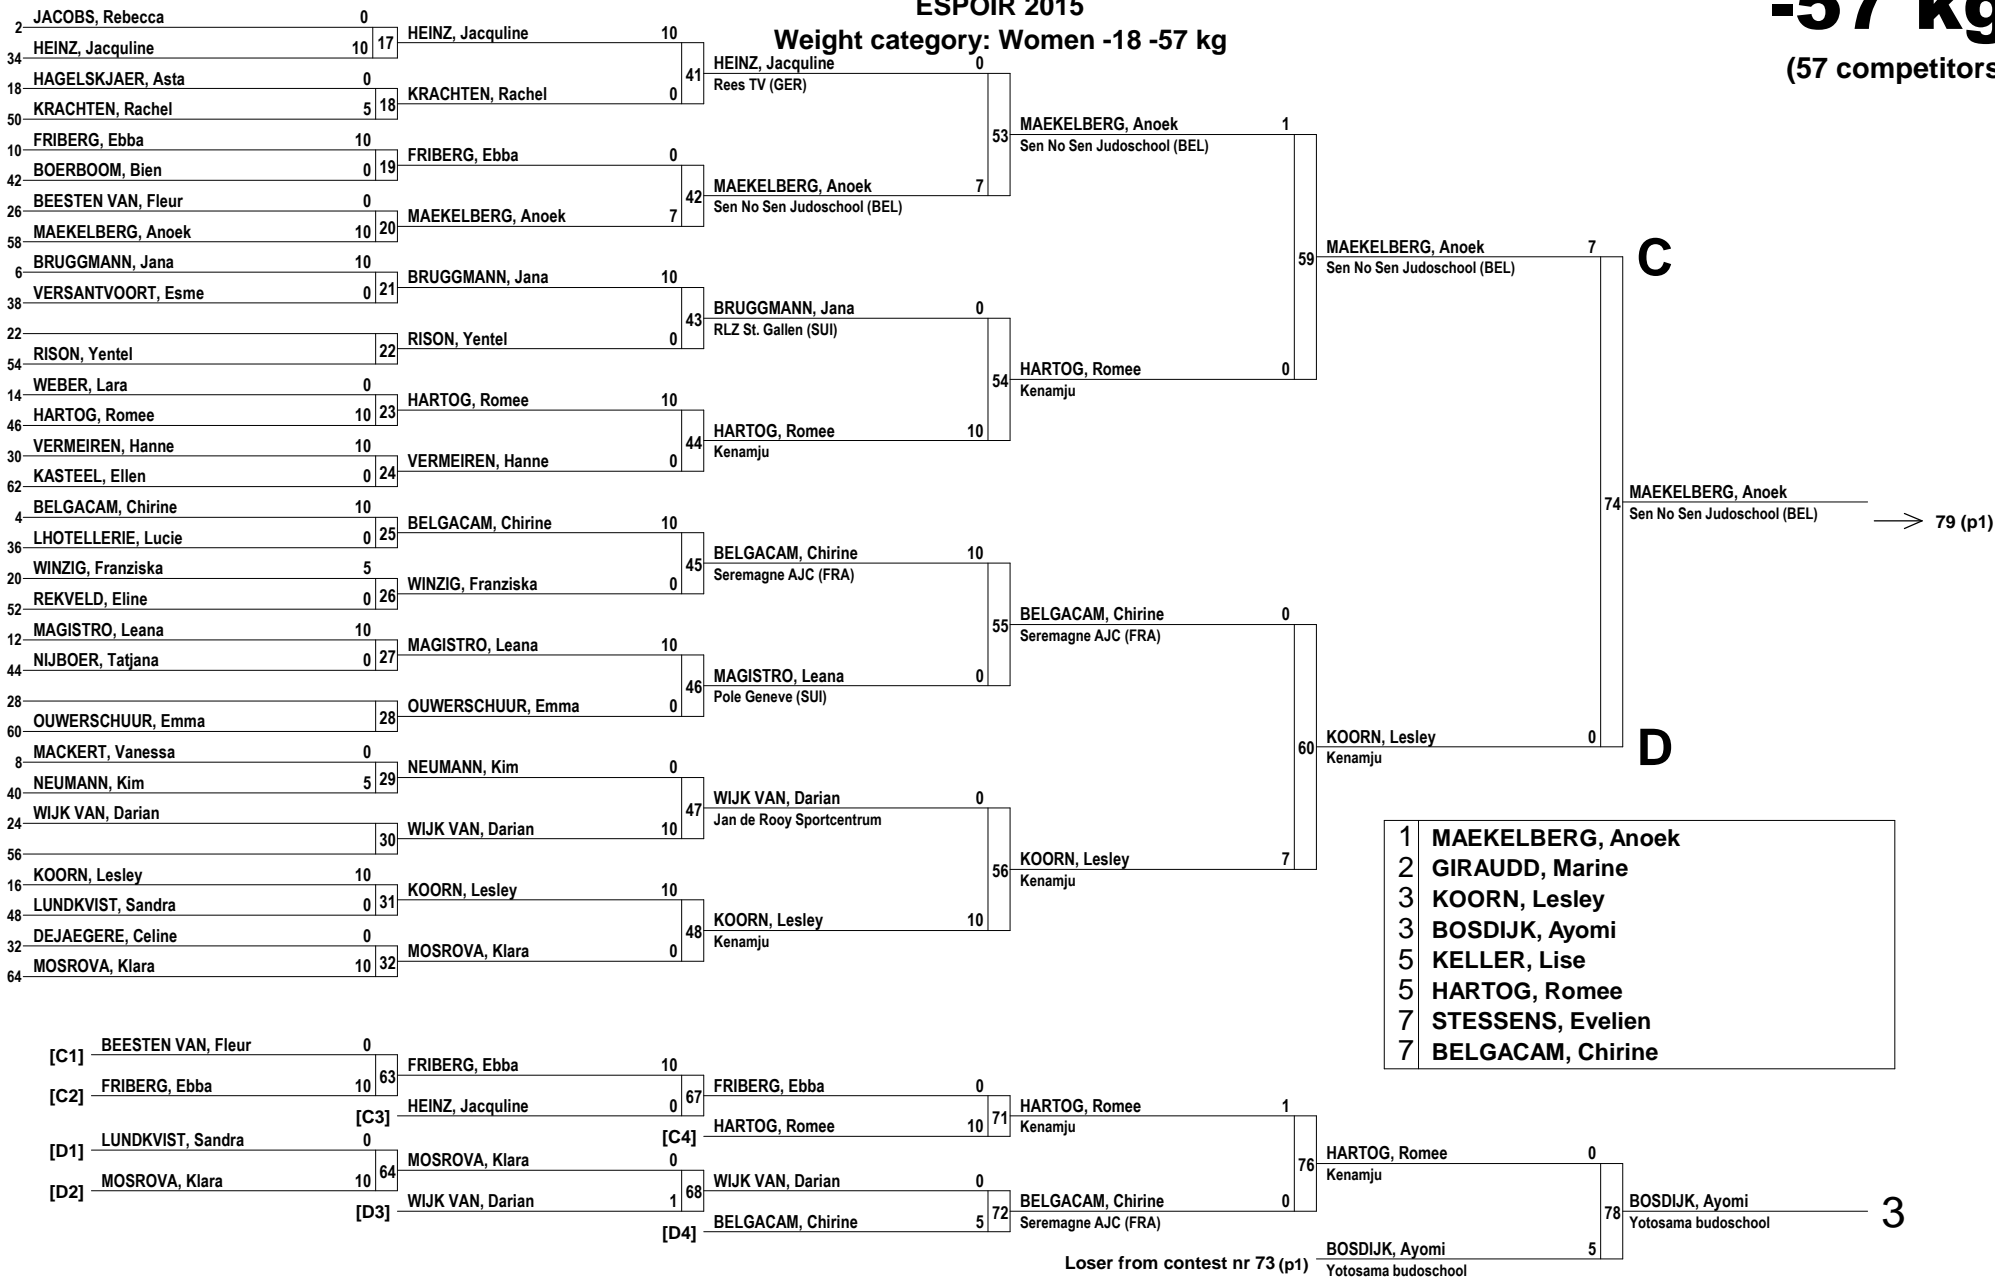 ESPOIR 2015
Weight category: Women -18 -57 kg
-57 kg
(57 competitors
2 JACOBS, Rebecca 0
34 HEINZ, Jacquline 10
17
18 HAGELSKJAER, Asta 0
50 KRACHTEN, Rachel 5
18
10 FRIBERG, Ebba 10
42 BOERBOOM, Bien 0
19
26 BEESTEN VAN, Fleur 0
58 MAEKELBERG, Anoek 10
20
6 BRUGGMANN, Jana 10
38 VERSANTVOORT, Esme 0
21
22
54 RISON, Yentel
22
14 WEBER, Lara 0
46 HARTOG, Romee 10
23
30 VERMEIREN, Hanne 10
62 KASTEEL, Ellen 0
24
4 BELGACAM, Chirine 10
36 LHOTELLERIE, Lucie 0
25
20 WINZIG, Franziska 5
52 REKVELD, Eline 0
26
12 MAGISTRO, Leana 10
44 NIJBOER, Tatjana 0
27
28
60 OUWERSCHUUR, Emma
28
8 MACKERT, Vanessa 0
40 NEUMANN, Kim 5
29
24 WIJK VAN, Darian
56
30
16 KOORN, Lesley 10
48 LUNDKVIST, Sandra 0
31
32 DEJAEGERE, Celine 0
64 MOSROVA, Klara 10
32
HEINZ, Jacquline 10
KRACHTEN, Rachel 0
41
FRIBERG, Ebba 0
MAEKELBERG, Anoek 7
42
BRUGGMANN, Jana 10
RISON, Yentel 0
43
HARTOG, Romee 10
VERMEIREN, Hanne 0
44
BELGACAM, Chirine 10
WINZIG, Franziska 0
45
MAGISTRO, Leana 10
OUWERSCHUUR, Emma 0
46
NEUMANN, Kim 0
WIJK VAN, Darian 10
47
KOORN, Lesley 10
MOSROVA, Klara 0
48
HEINZ, Jacquline 0
Rees TV (GER)
MAEKELBERG, Anoek 7
Sen No Sen Judoschool (BEL)
53
BRUGGMANN, Jana 0
RLZ St. Gallen (SUI)
HARTOG, Romee 10
Kenamju
54
BELGACAM, Chirine 10
Seremagne AJC (FRA)
MAGISTRO, Leana 0
Pole Geneve (SUI)
55
WIJK VAN, Darian 0
Jan de Rooy Sportcentrum
KOORN, Lesley 10
Kenamju
56
MAEKELBERG, Anoek 1
Sen No Sen Judoschool (BEL)
HARTOG, Romee 0
Kenamju
59
BELGACAM, Chirine 0
Seremagne AJC (FRA)
KOORN, Lesley 7
Kenamju
60
MAEKELBERG, Anoek 7
Sen No Sen Judoschool (BEL)
C
KOORN, Lesley 0
Kenamju
D
74
MAEKELBERG, Anoek
Sen No Sen Judoschool (BEL)
79 (p1)
1 MAEKELBERG, Anoek
2 GIRAUDD, Marine
3 KOORN, Lesley
3 BOSDIJK, Ayomi
5 KELLER, Lise
5 HARTOG, Romee
7 STESSENS, Evelien
7 BELGACAM, Chirine
[C1] BEESTEN VAN, Fleur 0
[C2] FRIBERG, Ebba 10
63
[D1] LUNDKVIST, Sandra 0
[D2] MOSROVA, Klara 10
64
FRIBERG, Ebba 10
[C3] HEINZ, Jacquline 0
67
MOSROVA, Klara 0
[D3] WIJK VAN, Darian 1
68
FRIBERG, Ebba 0
[C4] HARTOG, Romee 10
71
WIJK VAN, Darian 0
[D4] BELGACAM, Chirine 5
72
HARTOG, Romee 1
Kenamju
BELGACAM, Chirine 0
Seremagne AJC (FRA)
76
HARTOG, Romee 0
Kenamju
Loser from contest nr 73 (p1) BOSDIJK, Ayomi 5
Yotosama budoschool
78
BOSDIJK, Ayomi
Yotosama budoschool
3